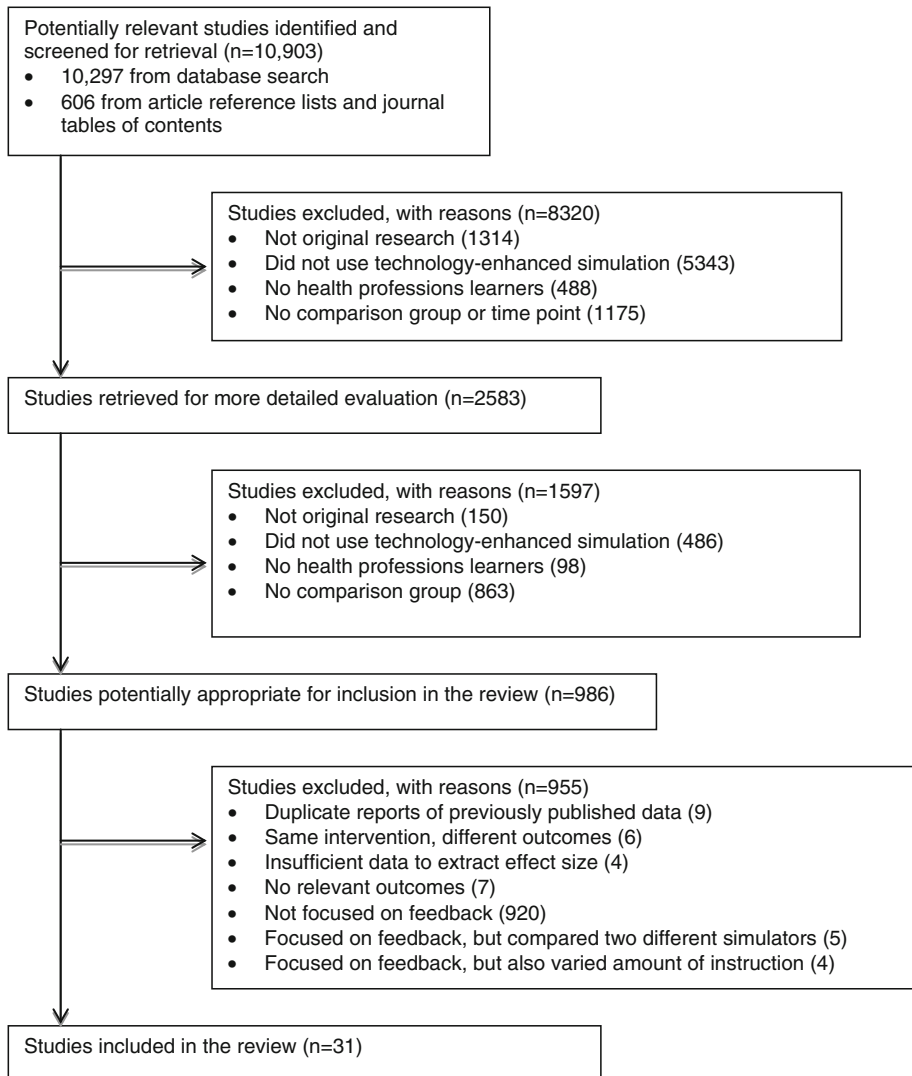 Potentially relevant studies identified and
screened for retrieval (n=10,903)
• 10,297 from database search
• 606 from article reference lists and journal
tables of contents
Studies excluded, with reasons (n=8320)
• Not original research (1314)
• Did not use technology-enhanced simulation (5343)
• No health professions learners (488)
• No comparison group or time point (1175)
Studies retrieved for more detailed evaluation (n=2583)
Studies excluded, with reasons (n=1597)
• Not original research (150)
• Did not use technology-enhanced simulation (486)
• No health professions learners (98)
• No comparison group (863)
Studies potentially appropriate for inclusion in the review (n=986)
Studies excluded, with reasons (n=955)
• Duplicate reports of previously published data (9)
• Same intervention, different outcomes (6)
• Insufficient data to extract effect size (4)
• No relevant outcomes (7)
• Not focused on feedback (920)
• Focused on feedback, but compared two different simulators (5)
• Focused on feedback, but also varied amount of instruction (4)
Studies included in the review (n=31)